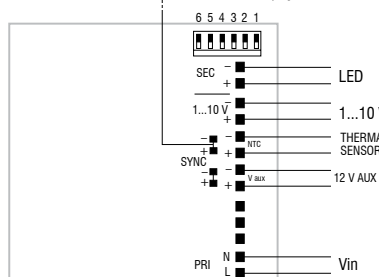 6 5 4 3 2 1
SEC - +
LED
1...10 V - +
1...10
- + NTC - +
THERMA
SENSOR
SYNC
- + V aux - +
12 V AUX
PRI N L
Vin